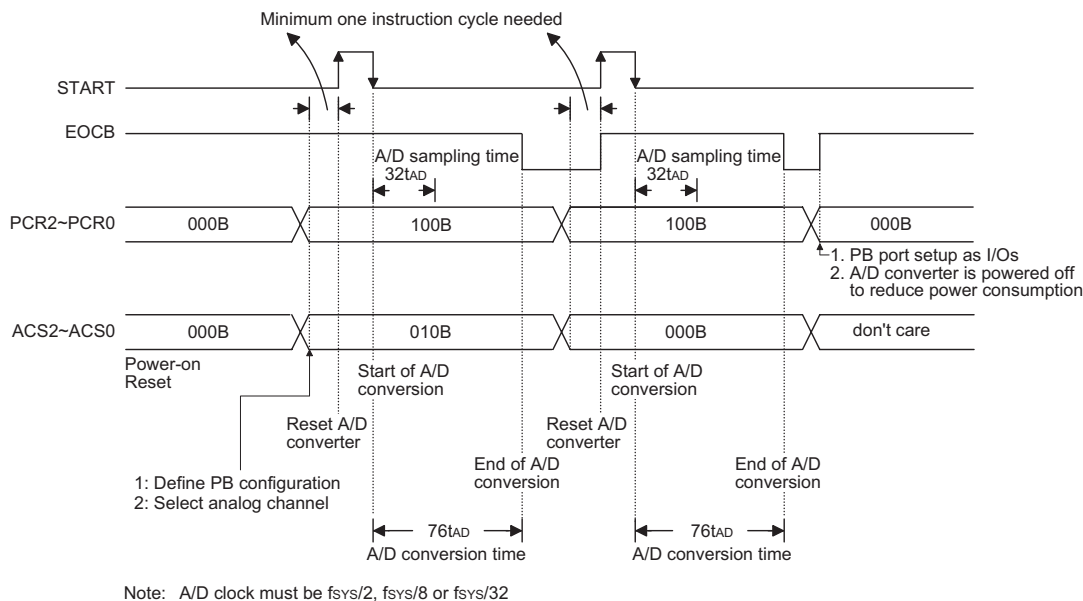 Minimum one instruction cycle needed
START
EOCB
A/D sampling time
32tAD
A/D sampling time
32tAD
PCR2~PCR0
000B
100B
100B
000B
1. PB port setup as I/Os
2. A/D converter is powered off
to reduce power consumption
ACS2~ACS0
000B
010B
000B
don't care
Power-on
Reset
Start of A/D
conversion
Start of A/D
conversion
Reset A/D
converter
Reset A/D
converter
1: Define PB configuration
2: Select analog channel
End of A/D
conversion
End of A/D
conversion
76tAD
A/D conversion time
76tAD
A/D conversion time
Note: A/D clock must be fSYS/2, fSYS/8 or fSYS/32